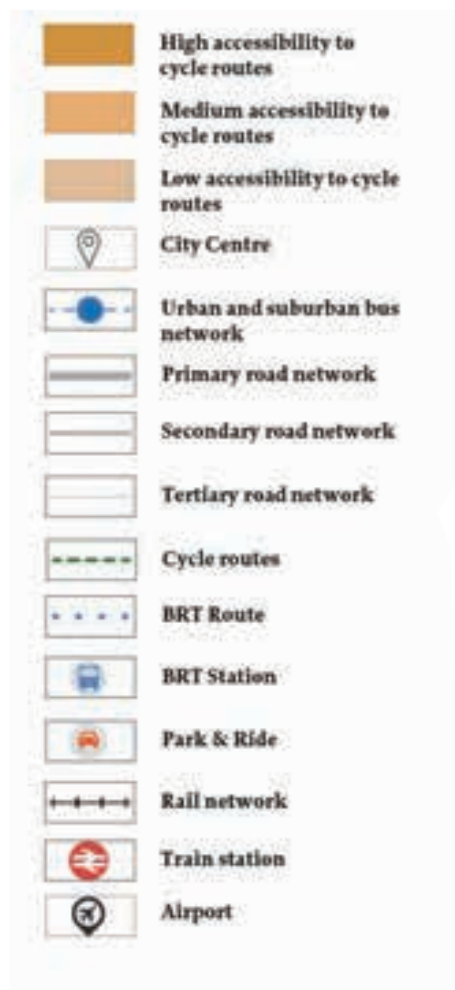 High accessibility to
cycle routes
Medium accessibility to
cycle routes
Low accessibility to cycle
routes
City Centre
Urban and suburban bus
network
Primary road network
Secondary road network
Tertiary road network
Cycle routes
BRT Route
BRT Station
Park & Ride
Rail network
Train station
Airport